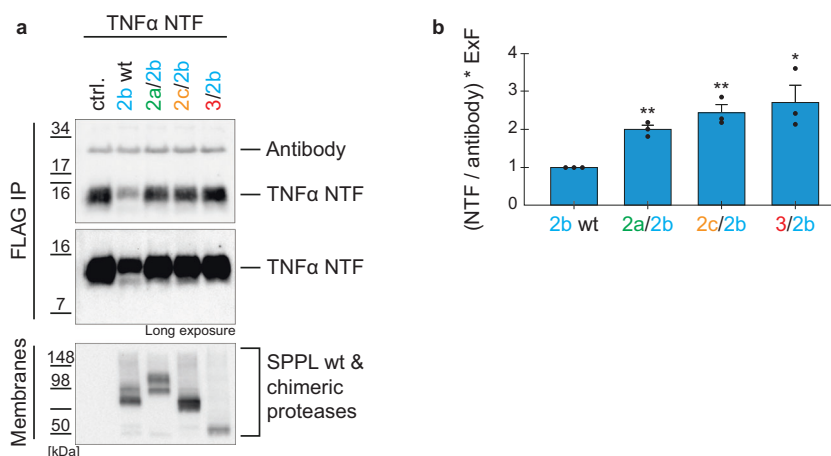 a
TNFα NTF
ctrl.
2b wt
2a/2b
2c/2b
3/2b
FLAG IP
34
17
16
Antibody
TNFα NTF
16
7
TNFα NTF
Long exposure
Membranes
148
98
50
[kDa]
SPPL wt &
chimeric
proteases
b
(NTF / antibody) * ExF
4
3
2
1
0
**
**
*
2b wt
2a/2b
2c/2b
3/2b